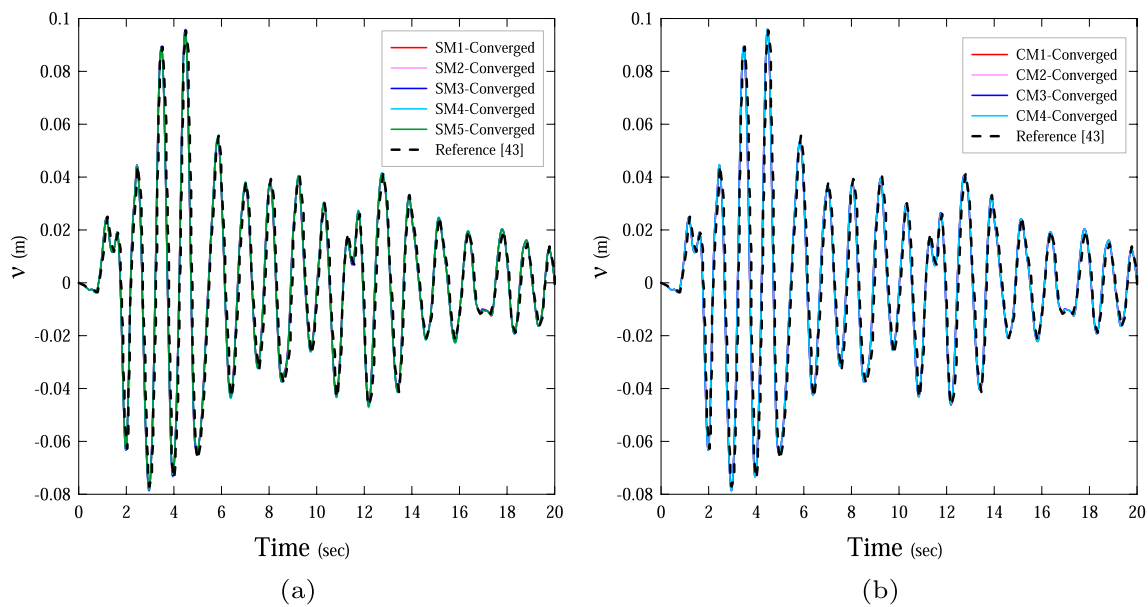 0.1
0.08
0.06
0.04
0.02
0
-0.02
-0.04
-0.06
-0.08
ν (m)
0 2 4 6 8 10 12 14 16 18 20
Time (sec)
SM1-Converged
SM2-Converged
SM3-Converged
SM4-Converged
SM5-Converged
Reference [43]
(a)
0.1
0.08
0.06
0.04
0.02
0
-0.02
-0.04
-0.06
-0.08
ν (m)
0 2 4 6 8 10 12 14 16 18 20
Time (sec)
CM1-Converged
CM2-Converged
CM3-Converged
CM4-Converged
Reference [43]
(b)